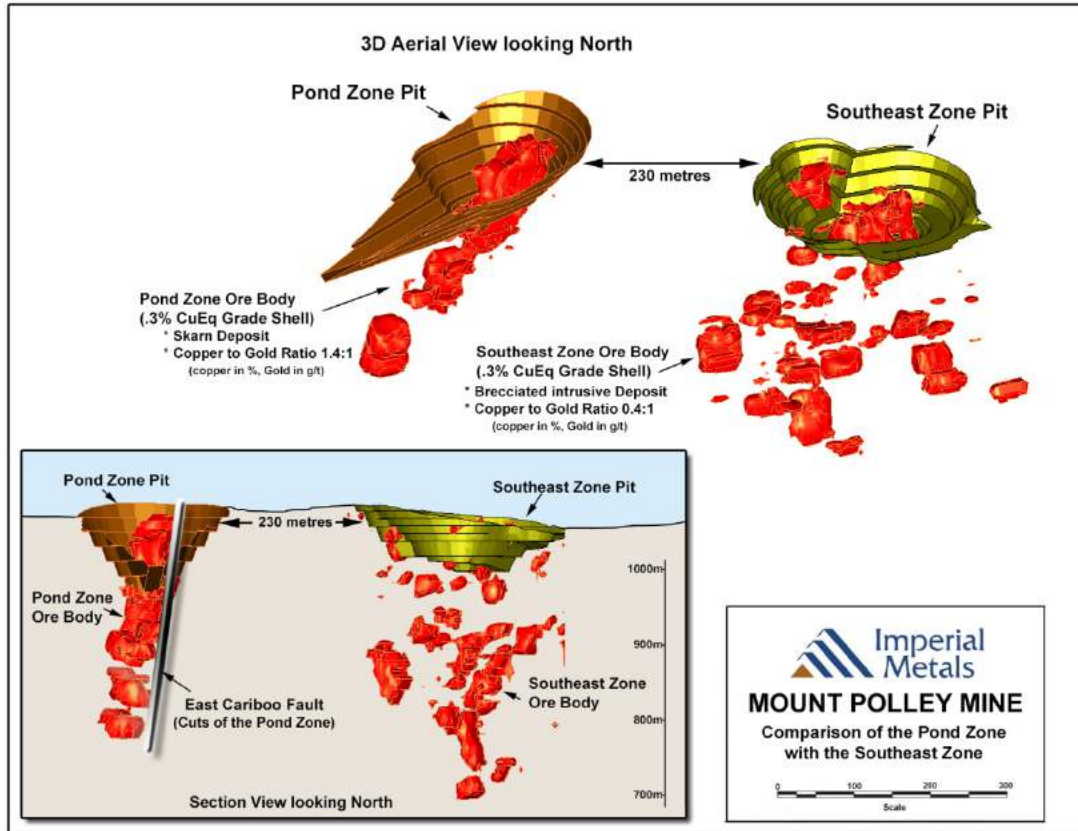 3D Aerial View looking North
Pond Zone Pit
Southeast Zone Pit
230 metres
Pond Zone Ore Body
(.3% CuEq Grade Shell)
* Skarn Deposit
* Copper to Gold Ratio 1.4:1
(copper in %, Gold in g/t)
Southeast Zone Ore Body
(.3% CuEq Grade Shell)
* Brecciated intrusive Deposit
* Copper to Gold Ratio 0.4:1
(copper in %, Gold in g/t)
Pond Zone Pit
Southeast Zone Pit
230 metres
1000m
Pond Zone
Ore Body
900m
East Cariboo Fault
(Cuts of the Pond Zone)
Southeast Zone
Ore Body
800m
700m
Section View looking North
Imperial
Metals
MOUNT POLLEY MINE
Comparison of the Pond Zone
with the Southeast Zone
0 100 200 300
Scale